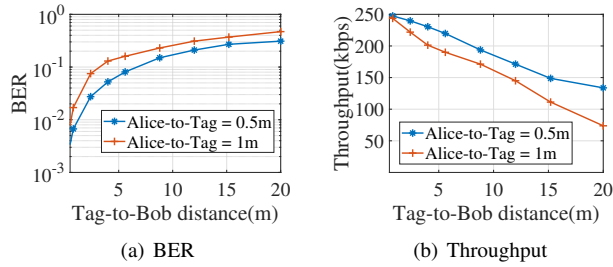 BER
10^0
10^-1
10^-2
10^-3
Alice-to-Tag = 0.5m
Alice-to-Tag = 1m
5 10 15 20
Tag-to-Bob distance(m)
(a) BER
Throughput(kbps)
250
200
150
100
50
Alice-to-Tag = 0.5m
Alice-to-Tag = 1m
5 10 15 20
Tag-to-Bob distance(m)
(b) Throughput